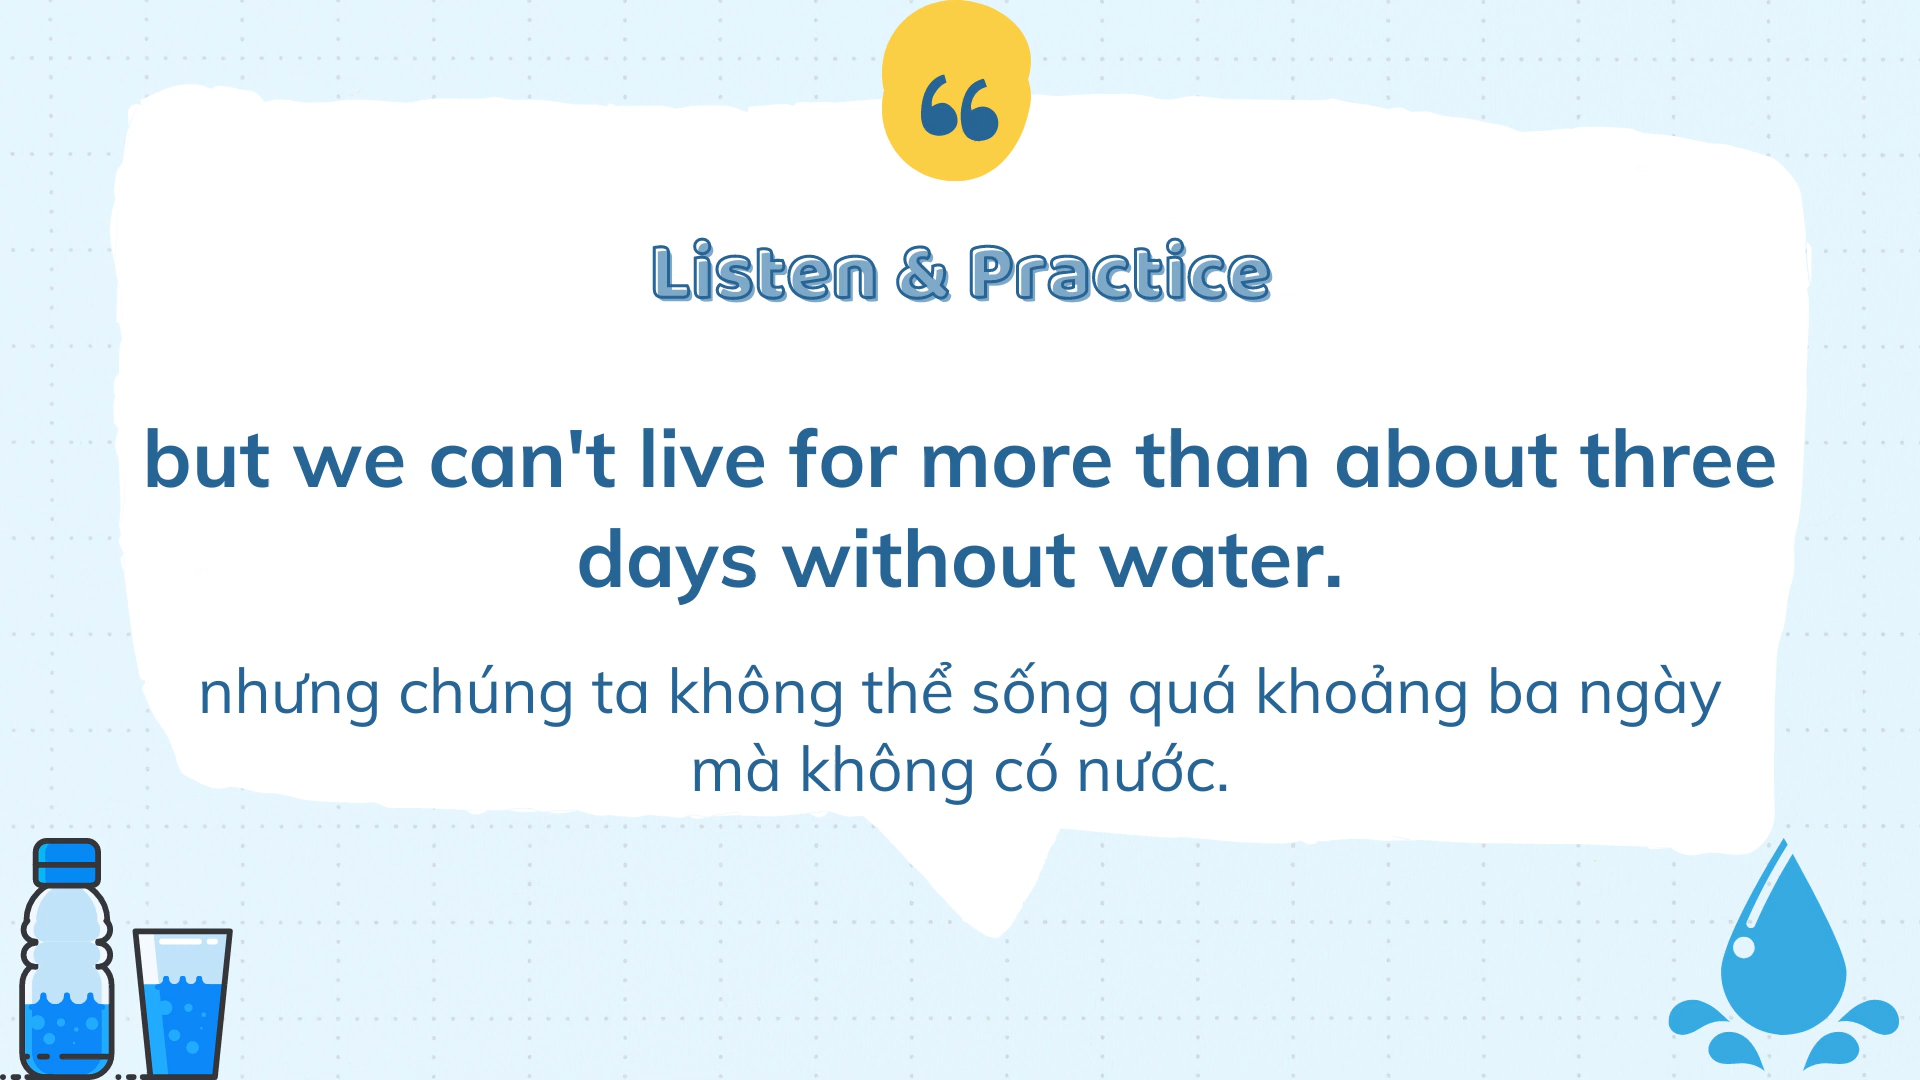 “
Listen & Practice
but we can't live for more than about three
days without water.
nhưng chúng ta không thể sống quá khoảng ba ngày
mà không có nước.